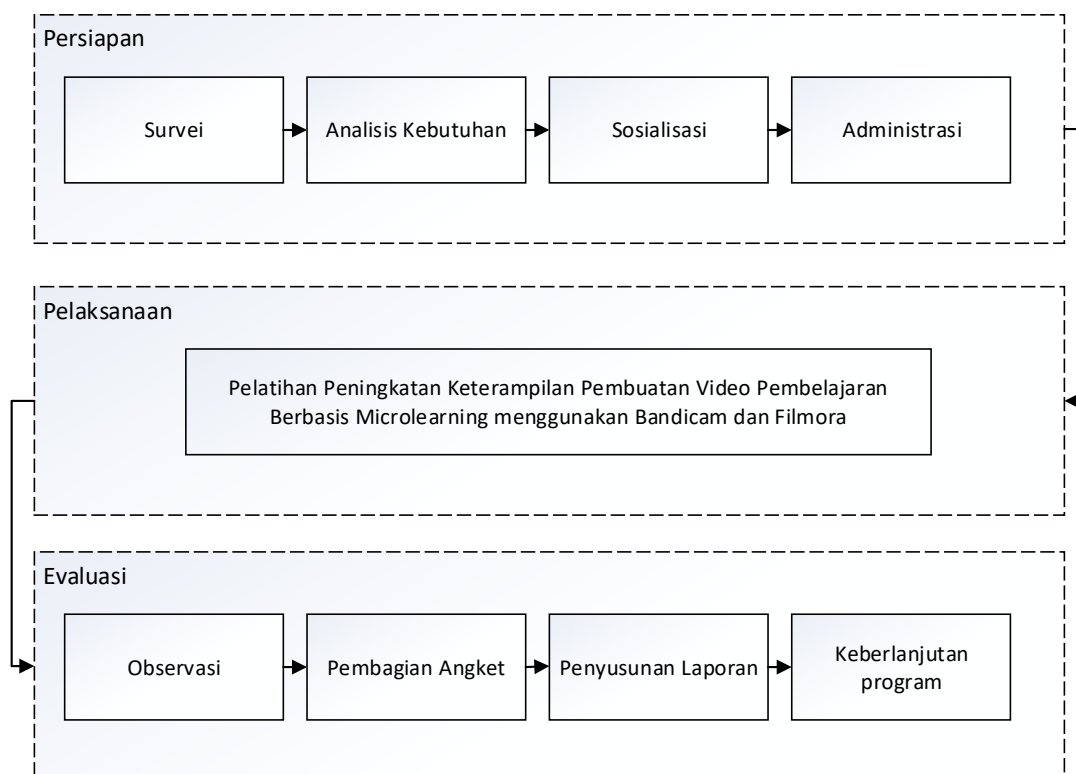 Persiapan
Survei
Analisis Kebutuhan
Sosialisasi
Administrasi
Pelaksanaan
Pelatihan Peningkatan Keterampilan Pembuatan Video Pembelajaran
Berbasis Microlearning menggunakan Bandicam dan Filmora
Evaluasi
Observasi
Pembagian Angket
Penyusunan Laporan
Keberlanjutan
program